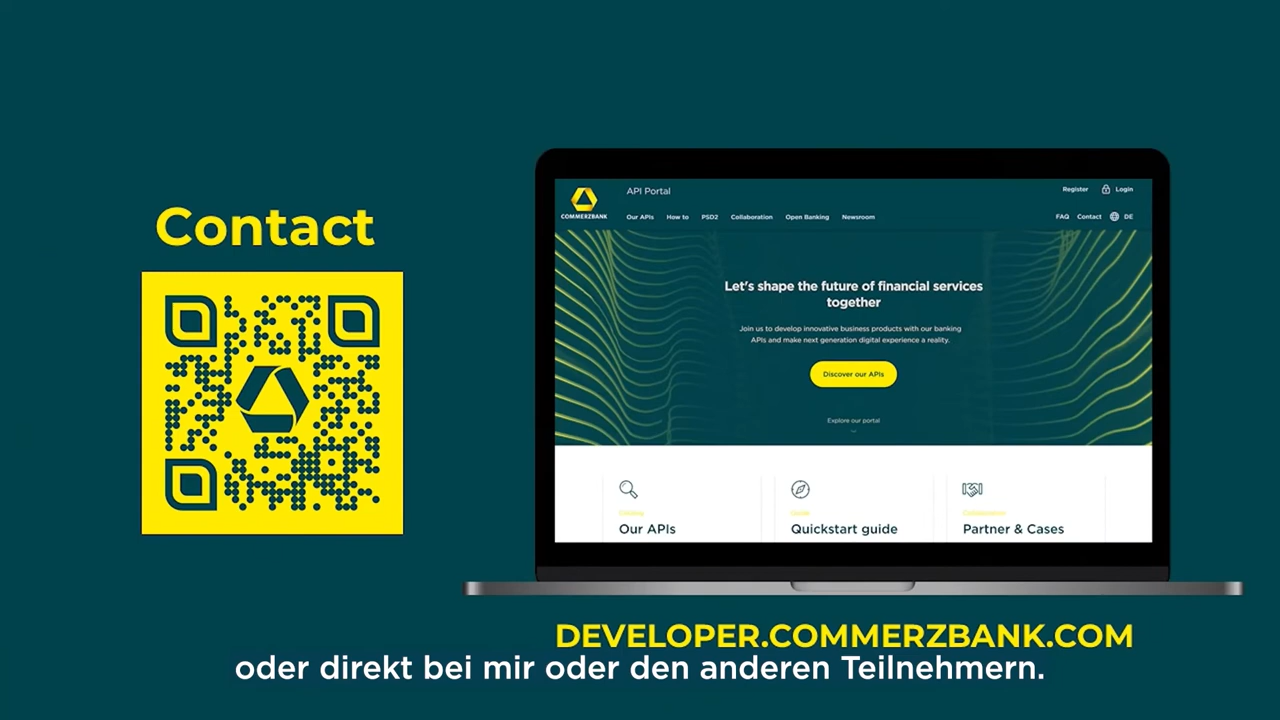 Contact
COMMERZBANK
API Portal
Register
Login
Our APIs
How to
PSD2
Collaboration
Open Banking
Newsroom
FAQ
Contact
DE
Let's shape the future of financial services
together
Join us to develop innovative business products with our banking
APIs and make next generation digital experience a reality.
Discover our APIs
Explore our portal
Our APIs
Quickstart guide
Partner & Cases
DEVELOPER.COMMERZBANK.COM
oder direkt bei mir oder den anderen Teilnehmern.